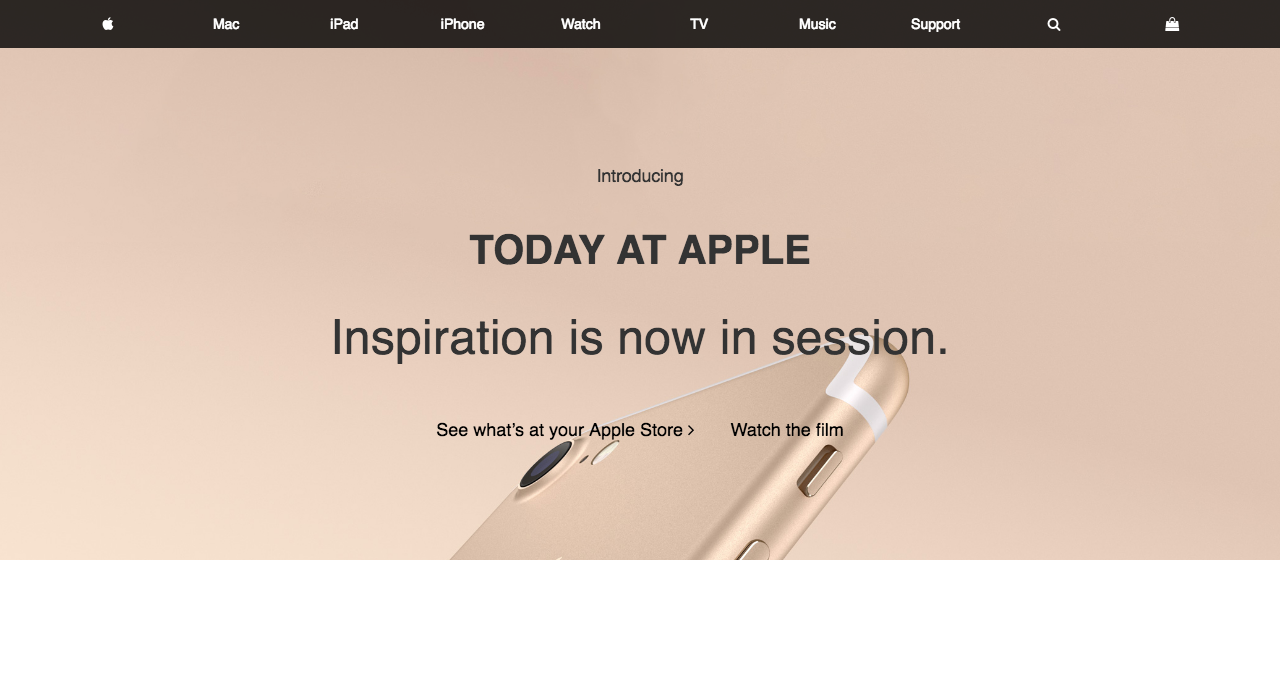 Mac iPad iPhone Watch TV Music Support
Introducing
TODAY AT APPLE
Inspiration is now in session.
See what’s at your Apple Store Watch the film